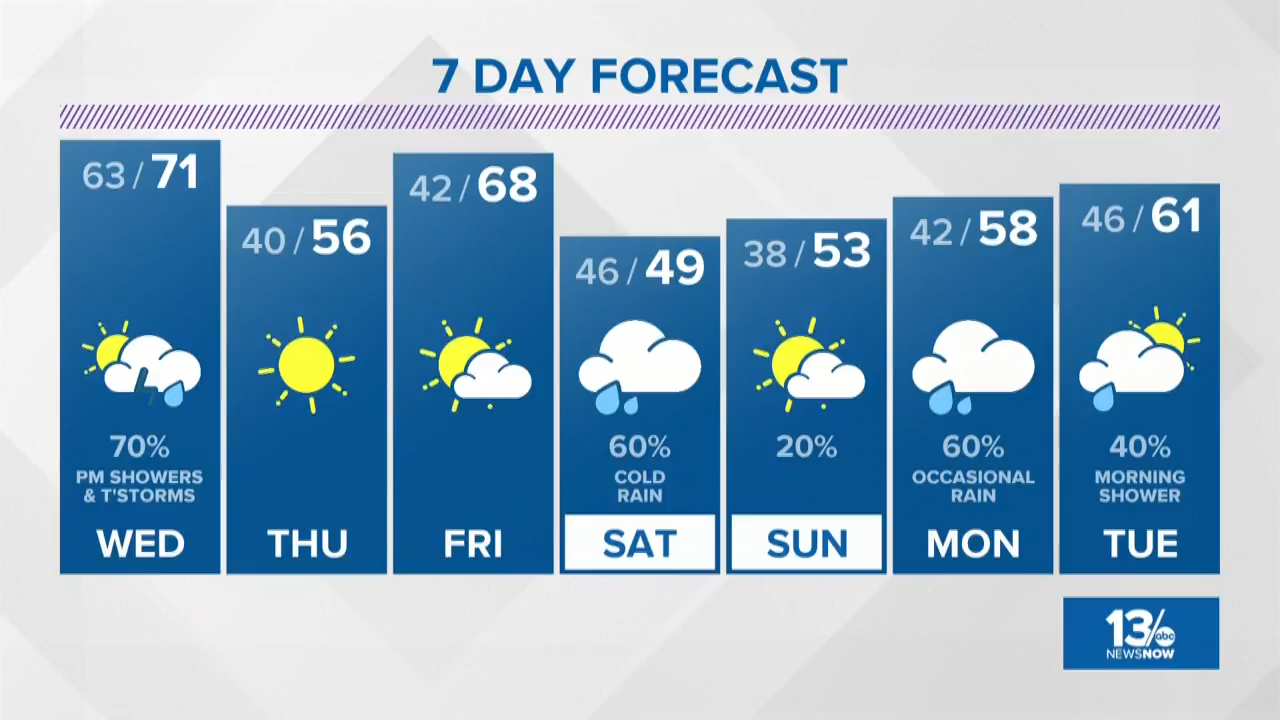 7 DAY FORECAST
63 / 71
40 / 56
42 / 68
46 / 49
38 / 53
42 / 58
46 / 61
70%
PM SHOWERS
& T'STORMS
60%
COLD
RAIN
20%
60%
OCCASIONAL
RAIN
40%
MORNING
SHOWER
WED
THU
FRI
SAT
SUN
MON
TUE
13 abc
NEWSNOW